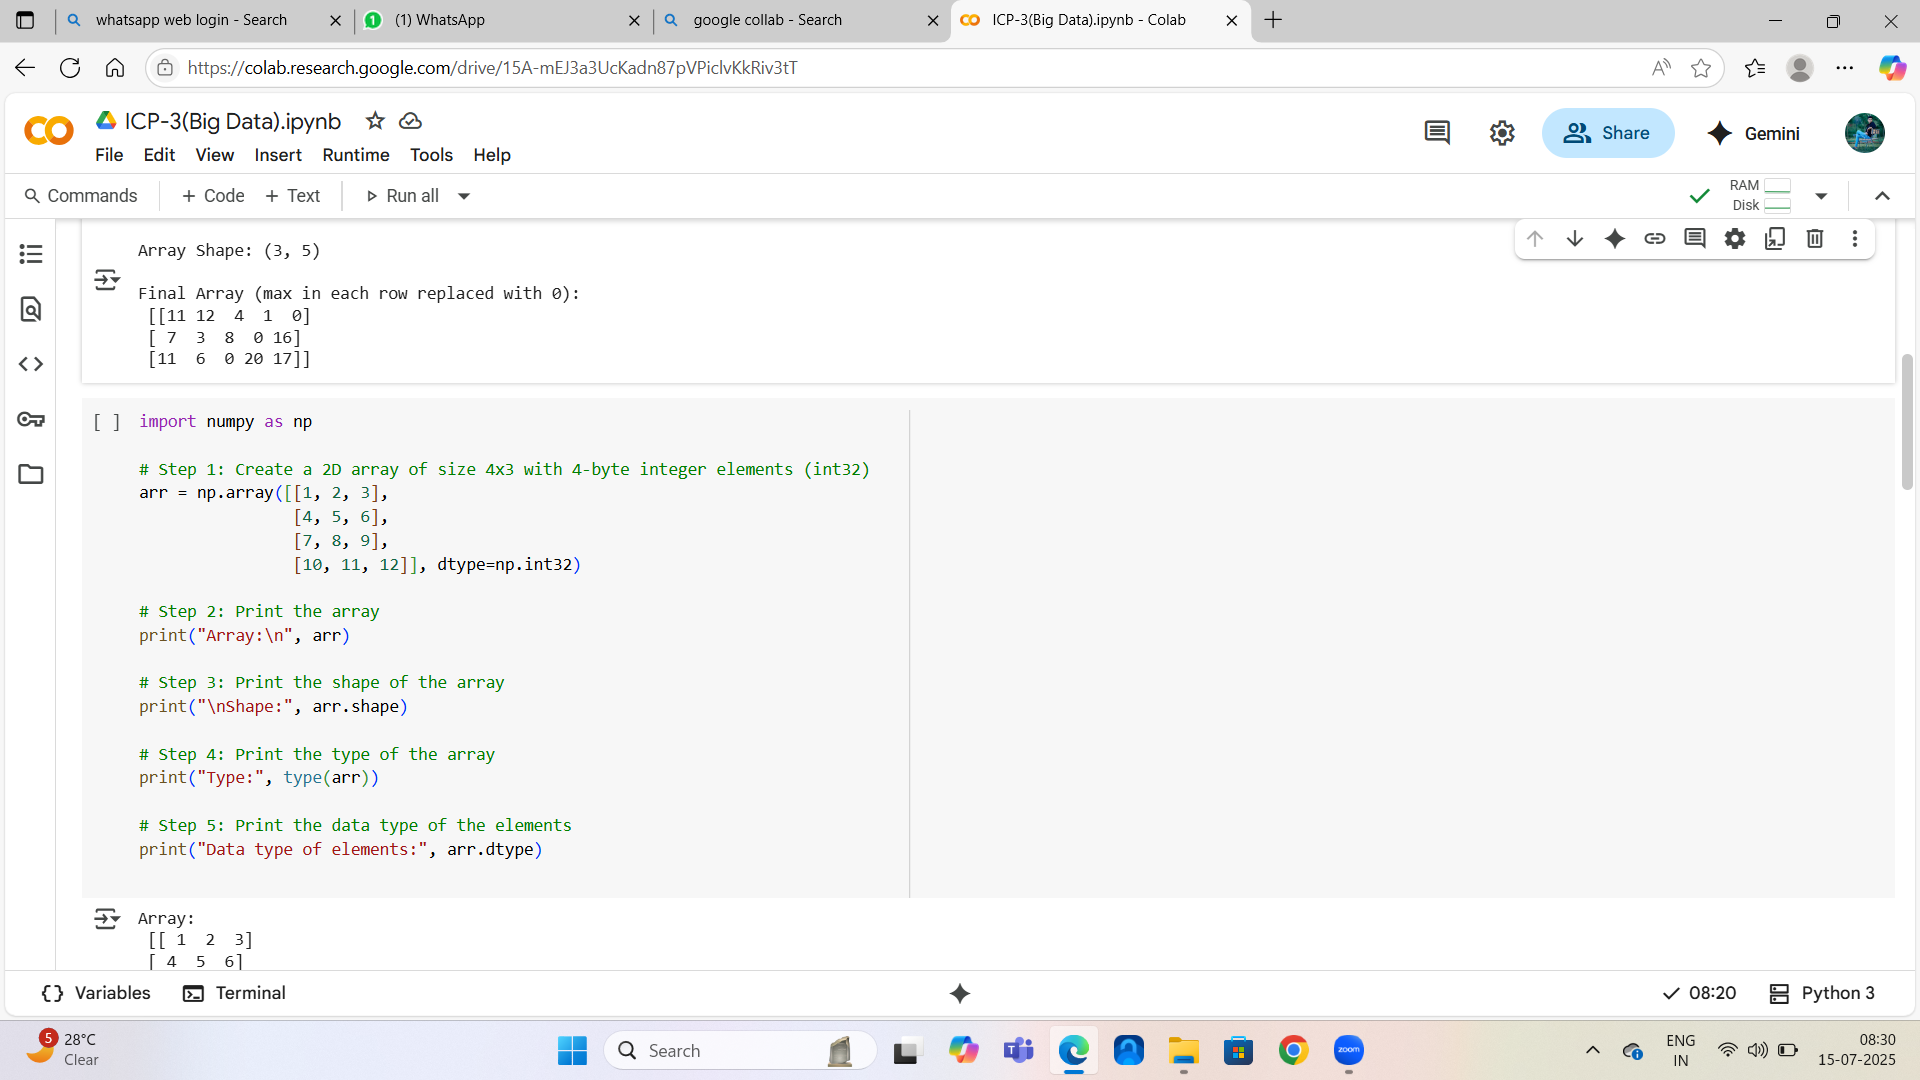 whatsapp web login - Search
(1) WhatsApp
google collab - Search
ICP-3(Big Data).ipynb - Colab
https://colab.research.google.com/drive/15A-mEJ3a3UcKadn87pVPiclvKkRiv3tT
ICP-3(Big Data).ipynb
File Edit View Insert Runtime Tools Help
Share
Gemini
Commands + Code + Text Run all
RAM
Disk
Array Shape: (3, 5)
Final Array (max in each row replaced with 0):
[[11 12  4  1  0]
[ 7  3  8  0 16]
[11  6  0 20 17]]
[ ] import numpy as np
# Step 1: Create a 2D array of size 4x3 with 4-byte integer elements (int32)
arr = np.array([[1, 2, 3],
[4, 5, 6],
[7, 8, 9],
[10, 11, 12]], dtype=np.int32)
# Step 2: Print the array
print("Array:\n", arr)
# Step 3: Print the shape of the array
print("\nShape:", arr.shape)
# Step 4: Print the type of the array
print("Type:", type(arr))
# Step 5: Print the data type of the elements
print("Data type of elements:", arr.dtype)
Array:
[[ 1  2  3]
[ 4  5  6]
Variables Terminal
08:20 Python 3
5
28°C
Clear
Search
zoom
ENG
IN
08:30
15-07-2025